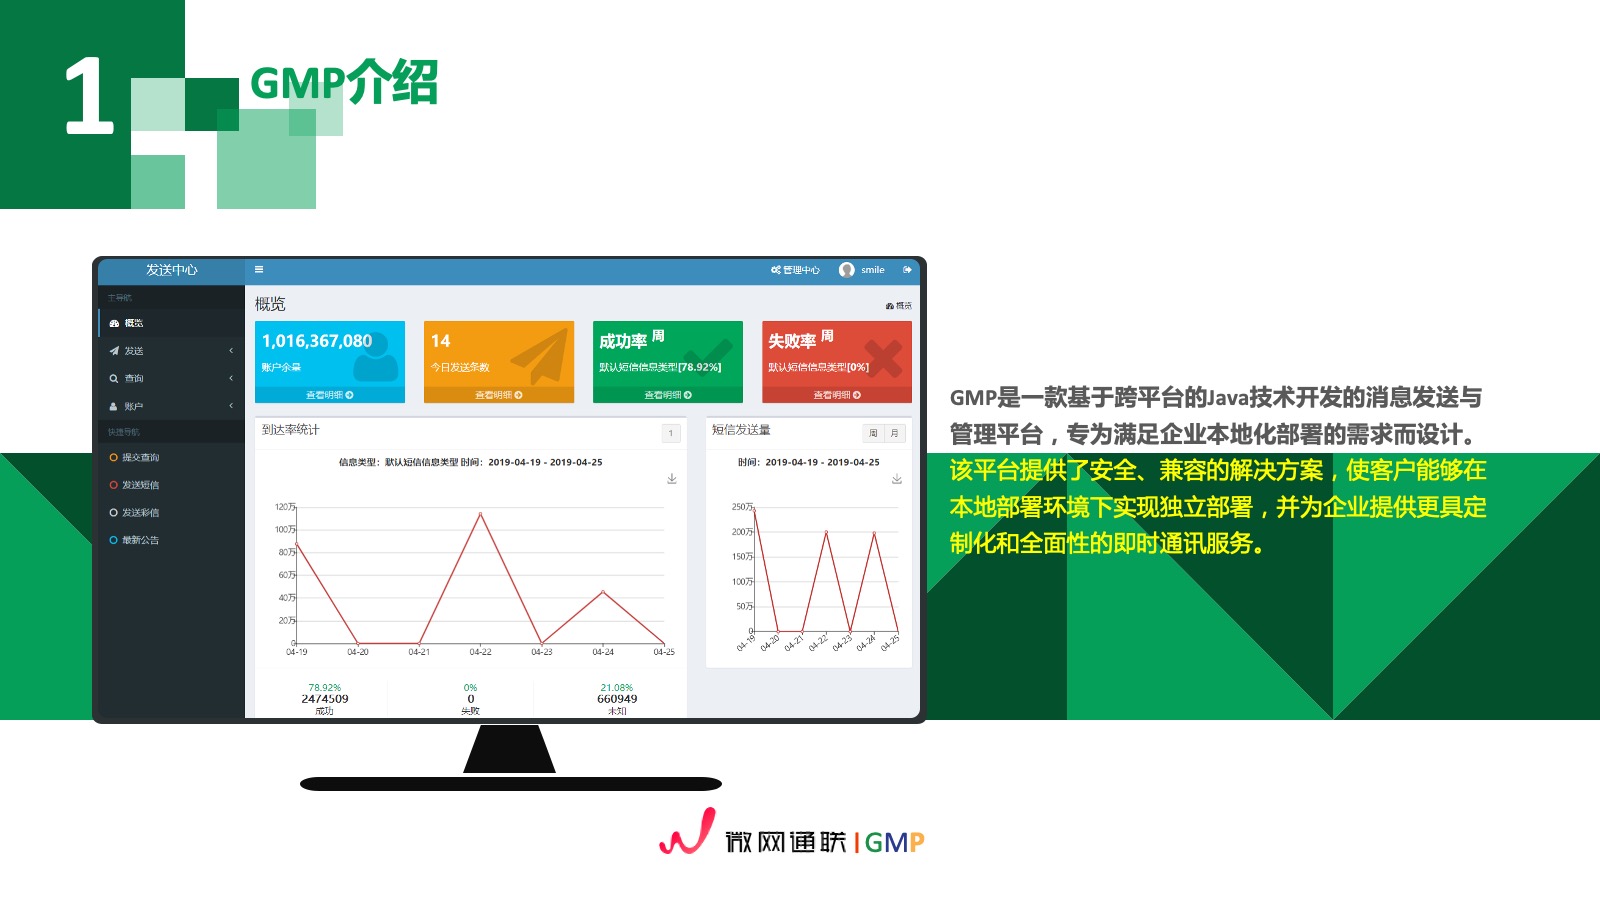 1
GMP介绍
发送中心
管理中心
smile
主导航
概览
发送
查询
账户
快捷导航
提交查询
发送短信
发送彩信
最新公告
概览
概览
1,016,367,080
账户余量
查看明细
14
今日发送条数
查看明细
成功率 周
默认短信信息类型[78.92%]
查看明细
失败率 周
默认短信信息类型[0%]
查看明细
到达率统计
1
信息类型：默认短信信息类型 时间：2019-04-19 - 2019-04-25
120万
100万
80万
60万
40万
20万
0
04-19 04-20 04-21 04-22 04-23 04-24 04-25
78.92% 0% 21.08%
2474509 0 660949
成功 失败 未知
短信发送量
周 月
时间：2019-04-19 - 2019-04-25
250万
200万
150万
100万
50万
0
04-19 04-20 04-21 04-22 04-23 04-24 04-25
GMP是一款基于跨平台的Java技术开发的消息发送与
管理平台，专为满足企业本地化部署的需求而设计。
该平台提供了安全、兼容的解决方案，使客户能够在
本地部署环境下实现独立部署，并为企业提供更具定
制化和全面性的即时通讯服务。
微网通联|GMP